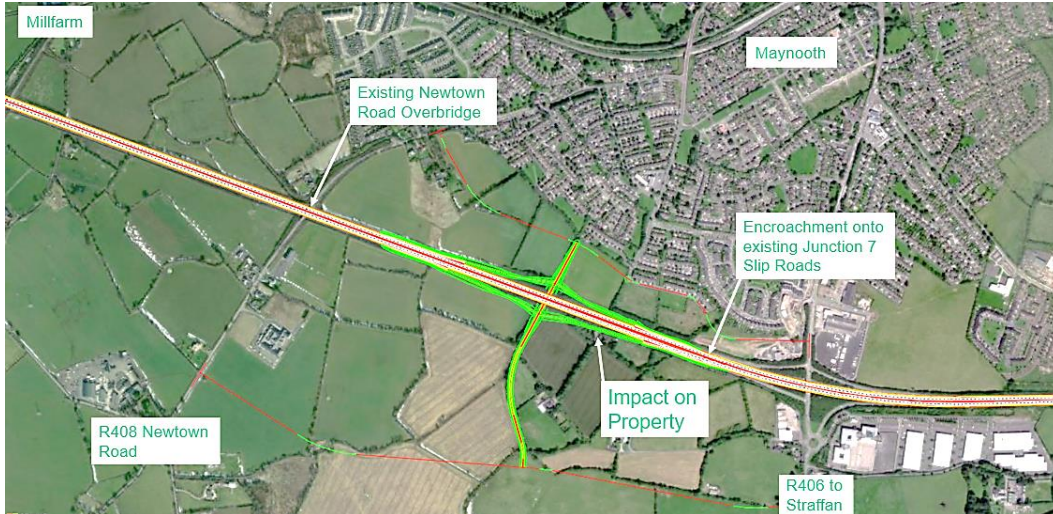 Millfarm
Maynooth
Existing Newtown
Road Overbridge
Encroachment onto
existing Junction 7
Slip Roads
Impact on
Property
R408 Newtown
Road
R406 to
Straffan